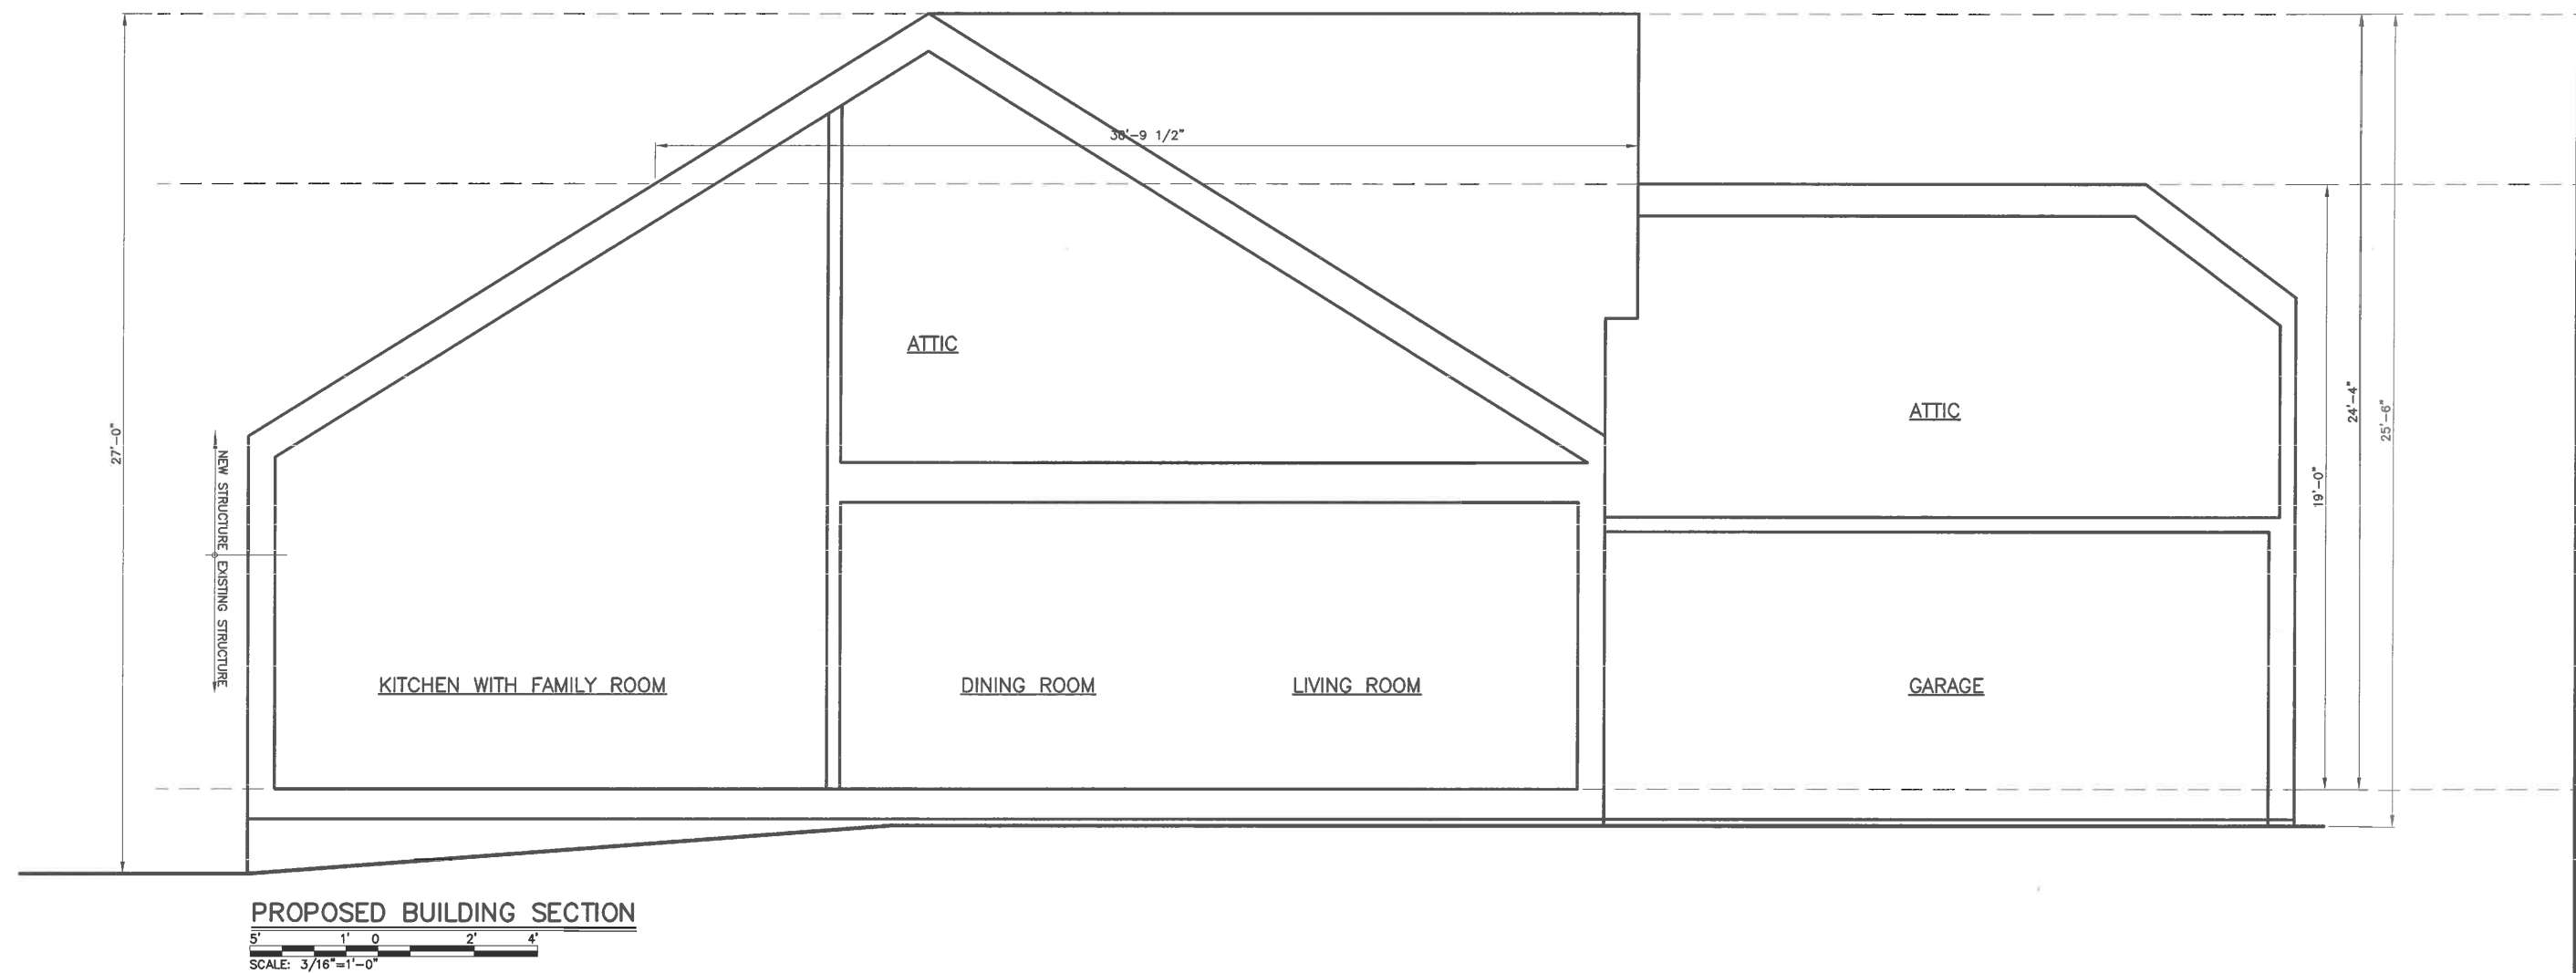 30'-9 1/2"
27'-0"
ATTIC
ATTIC
24'-4"
25'-6"
19'-0"
NEW STRUCTURE
EXISTING STRUCTURE
KITCHEN WITH FAMILY ROOM
DINING ROOM
LIVING ROOM
GARAGE
PROPOSED BUILDING SECTION
5' 1' 0 2' 4'
SCALE: 3/16"=1'-0"